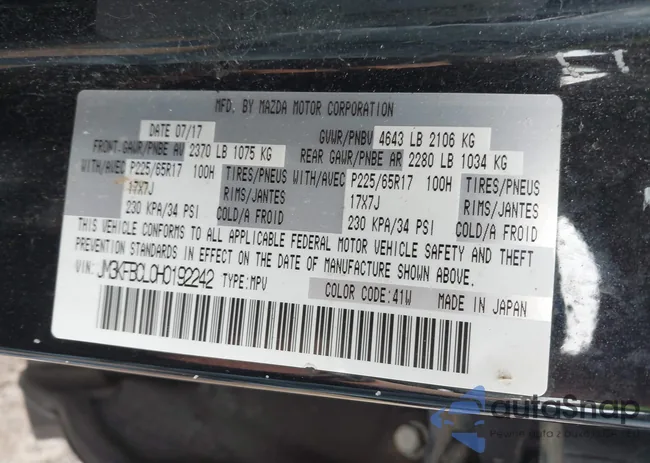 MFD. BY MAZDA MOTOR CORPORATION
DATE 07/17 GVWR/PNBV 4643 LB 2106 KG
FRONT GAWR/PNBE AV 2370 LB 1075 KG REAR GAWR/PNBE AR 2280 LB 1034 KG
WITH/AVEC P225/65R17 100H TIRES/PNEUS WITH/AVEC P225/65R17 100H TIRES/PNEUS
17X7J RIMS/JANTES 17X7J RIMS/JANTES
230 KPA/34 PSI COLD/A FROID 230 KPA/34 PSI COLD/A FROID
THIS VEHICLE CONFORMS TO ALL APPLICABLE FEDERAL MOTOR VEHICLE SAFETY AND THEFT
PREVENTION STANDARDS IN EFFECT ON THE DATE OF MANUFACTURE SHOWN ABOVE.
VIN: JM3KFBCL0H0192242 TYPE: MPV
COLOR CODE: 41W MADE IN JAPAN
autoSnap